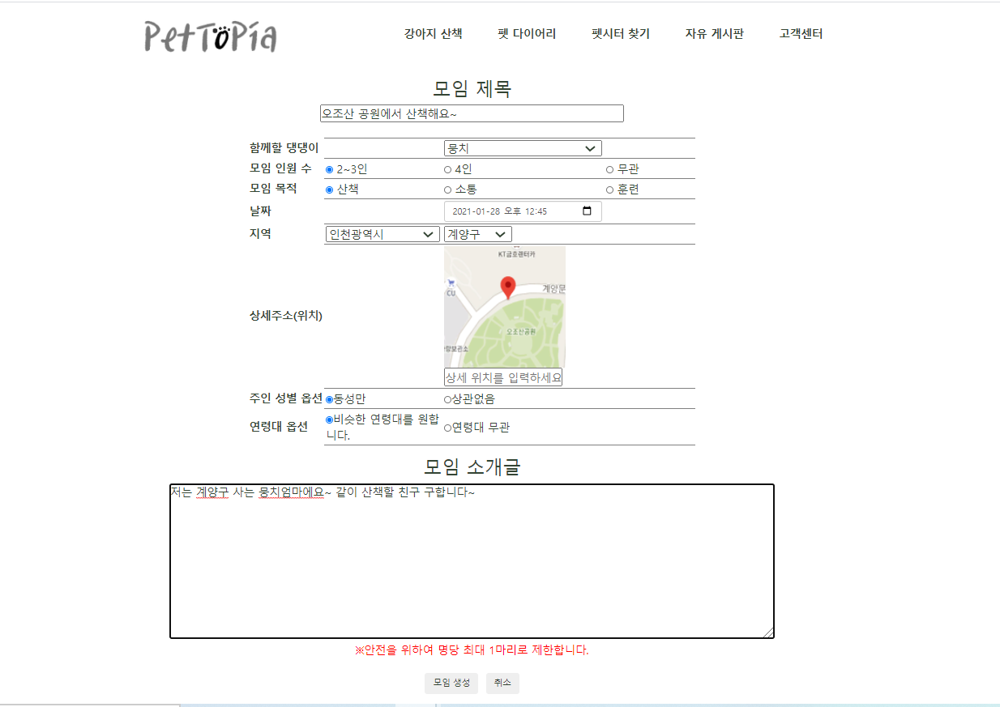 PetToPia
강아지 산책 펫 다이어리 펫시터 찾기 자유 게시판 고객센터
모임 제목
오조산 공원에서 산책해요~
함께할 댕댕이 뭉치
모임 인원 수 2~3인 4인 무관
모임 목적 산책 소통 훈련
날짜 2021-01-28 오후 12:45
지역 인천광역시 계양구
KT금호렌터카
계양문
CU
상세주소(위치)
오조산공원
량보관소
상세 위치를 입력하세요
주인 성별 옵션 동성만 상관없음
연령대 옵션 비슷한 연령대를 원합
니다. 연령대 무관
모임 소개글
저는 계양구 사는 뭉치엄마에요~ 같이 산책할 친구 구합니다~
※안전을 위하여 명당 최대 1마리로 제한합니다.
모임 생성 취소